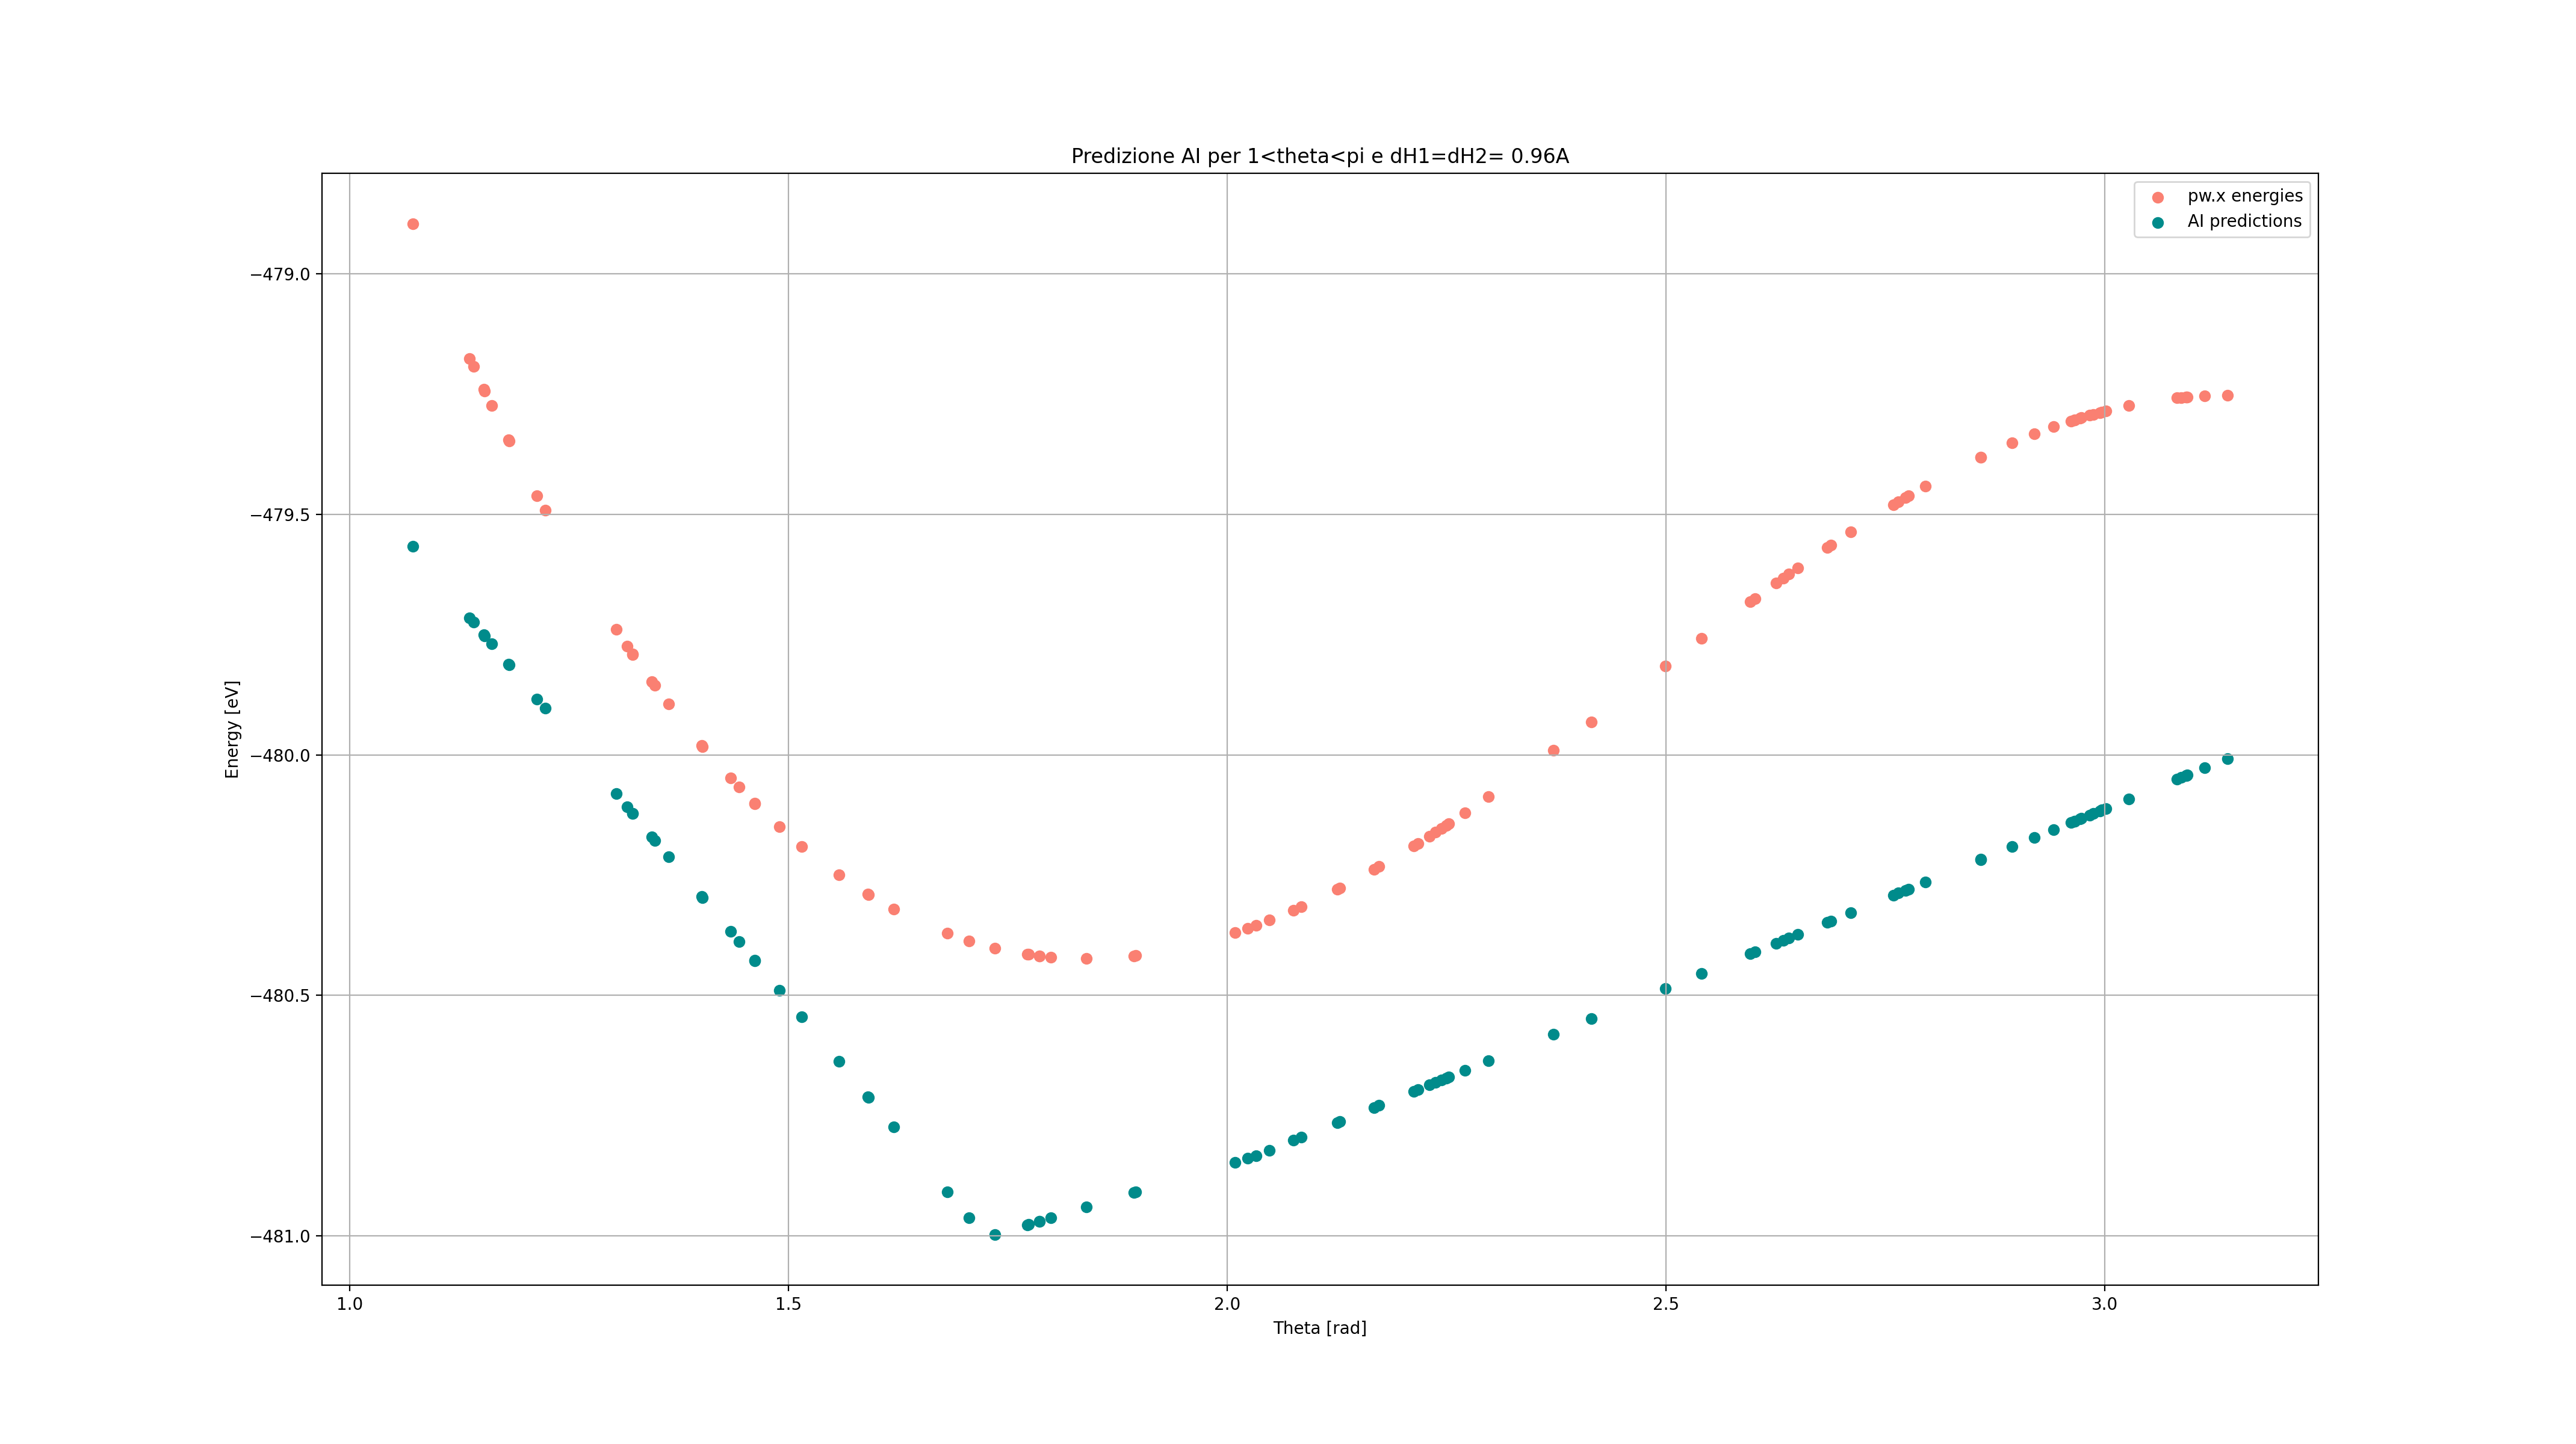 Predizione AI per 1<theta<pi e dH1=dH2= 0.96A
pw.x energies
AI predictions
Energy [eV]
−479.0
−479.5
−480.0
−480.5
−481.0
1.0 1.5 2.0 2.5 3.0
Theta [rad]